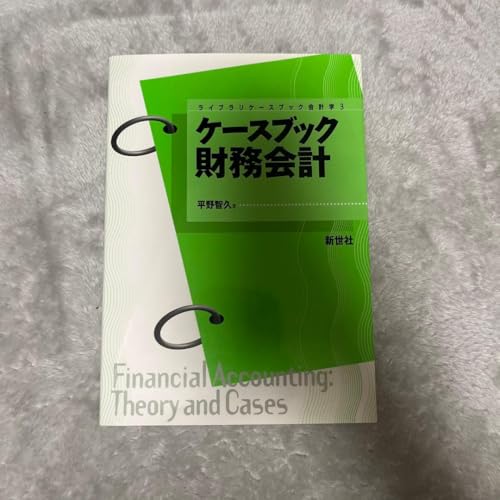 ライブラリケースブック会計学3
ケースブック
財務会計
平野智久 著
新世社
Financial Accounting:
Theory and Cases